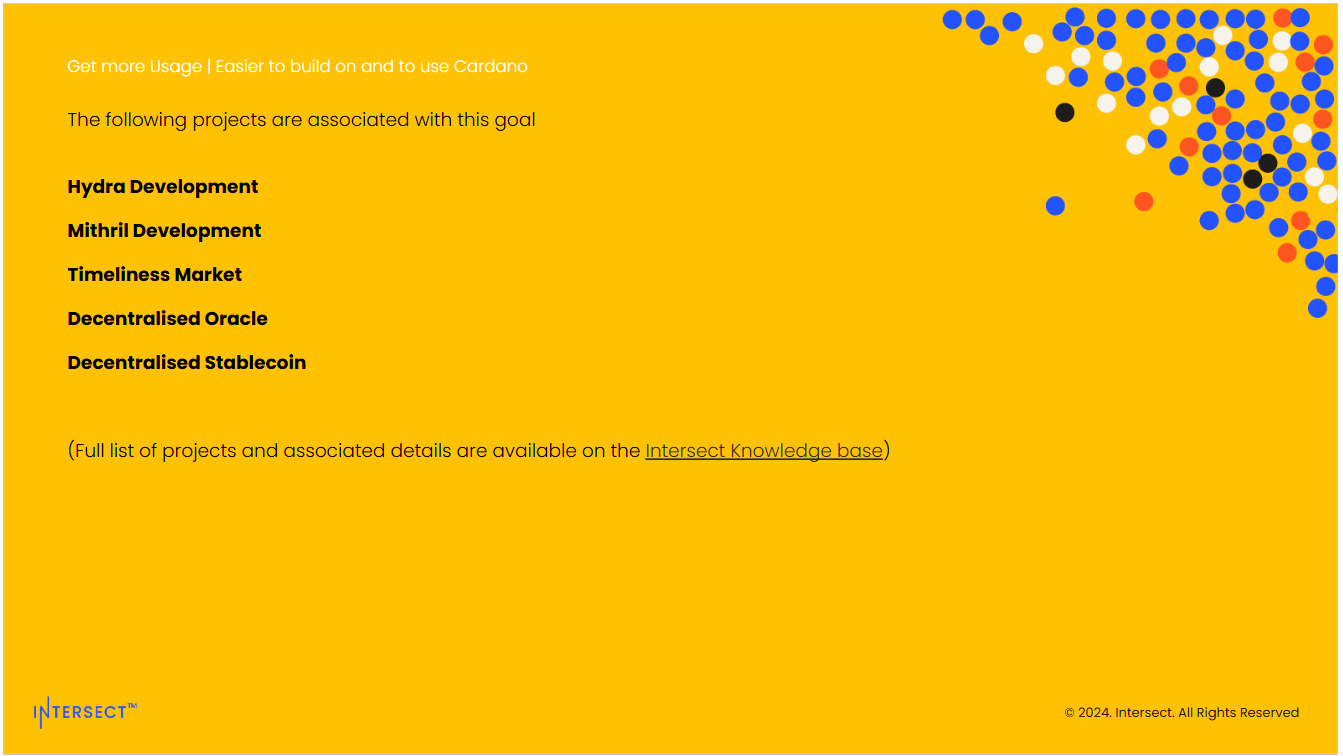 Get more Usage | Easier to build on and to use Cardano
The following projects are associated with this goal
Hydra Development
Mithril Development
Timeliness Market
Decentralised Oracle
Decentralised Stablecoin
(Full list of projects and associated details are available on the Intersect Knowledge base)
INTERSECT™
© 2024. Intersect. All Rights Reserved